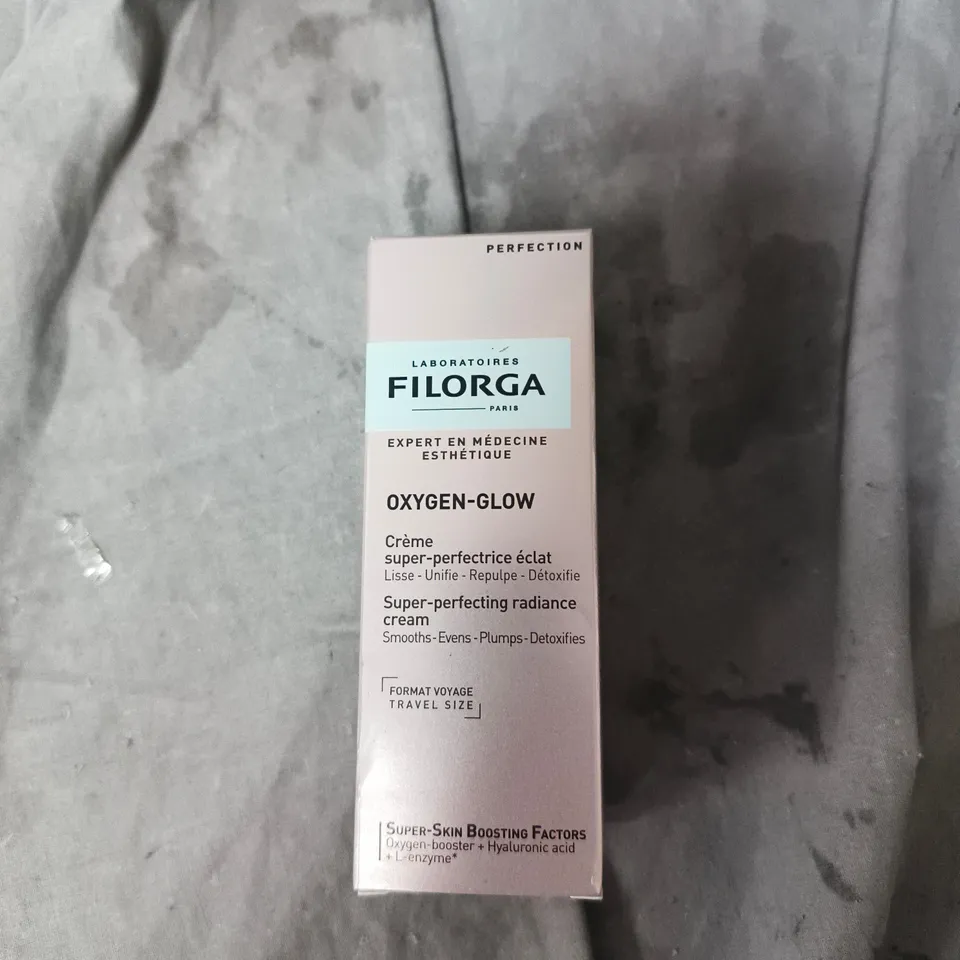 PERFECTION
LABORATOIRES
FILORGA
PARIS
EXPERT EN MÉDECINE
ESTHÉTIQUE
OXYGEN-GLOW
Crème
super-perfectrice éclat
Lisse - Unifie - Repulpe - Détoxifie
Super-perfecting radiance
cream
Smooths - Evens - Plumps - Detoxifies
FORMAT VOYAGE
TRAVEL SIZE
SUPER-SKIN BOOSTING FACTORS
Oxygen-booster + Hyaluronic acid
+ L-enzyme*